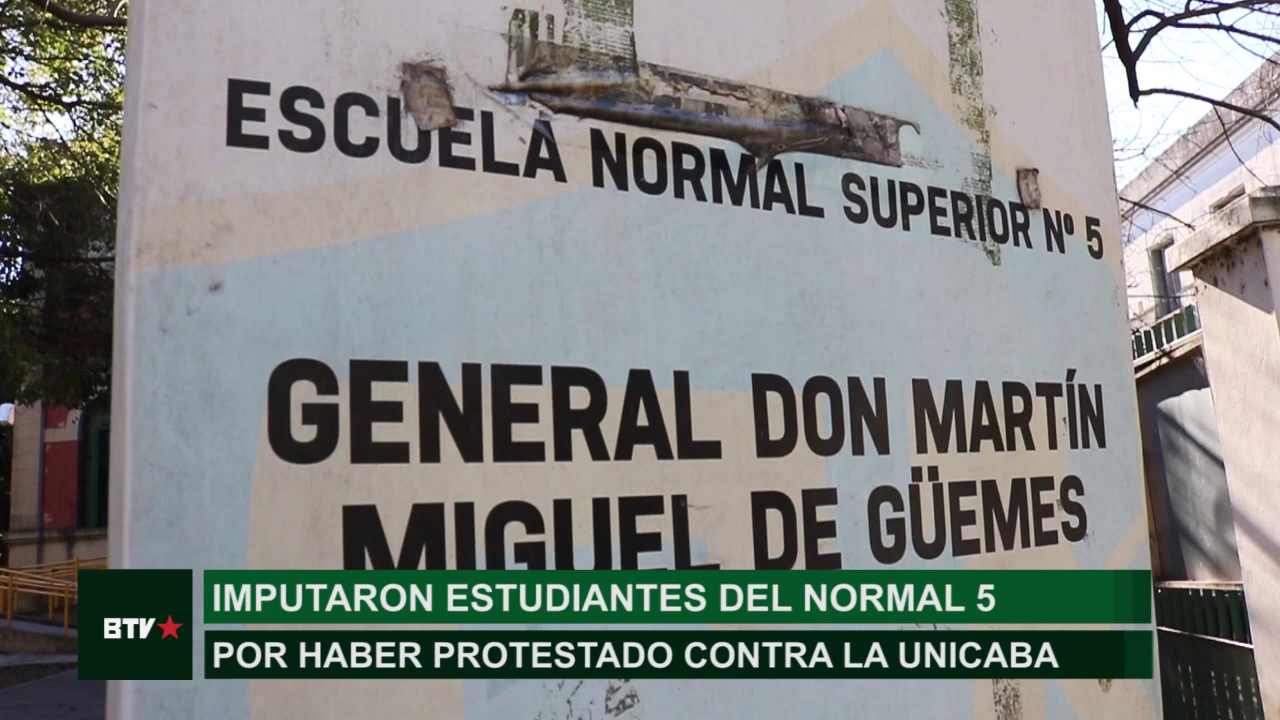 ESCUELA NORMAL SUPERIOR Nº 5
GENERAL DON MARTÍN
MIGUEL DE GÜEMES
BTV
IMPUTARON ESTUDIANTES DEL NORMAL 5
POR HABER PROTESTADO CONTRA LA UNICABA